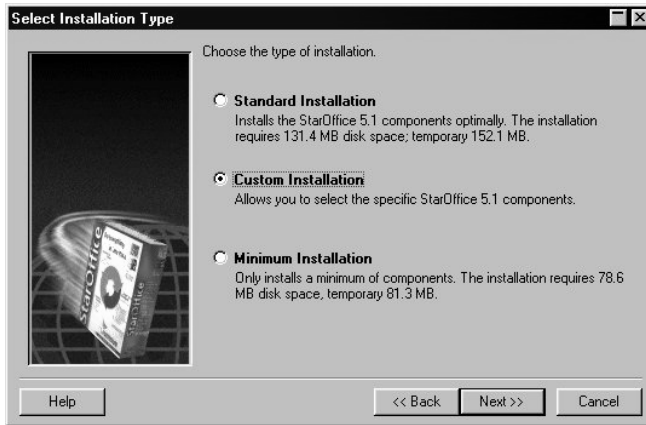 Select Installation Type
Choose the type of installation.
Standard Installation
Installs the StarOffice 5.1 components optimally. The installation
requires 131.4 MB disk space; temporary 152.1 MB.
Custom Installation
Allows you to select the specific StarOffice 5.1 components.
Minimum Installation
Only installs a minimum of components. The installation requires 78.6
MB disk space, temporary 81.3 MB.
StarOffice
StarOffice
Help
<< Back
Next >>
Cancel